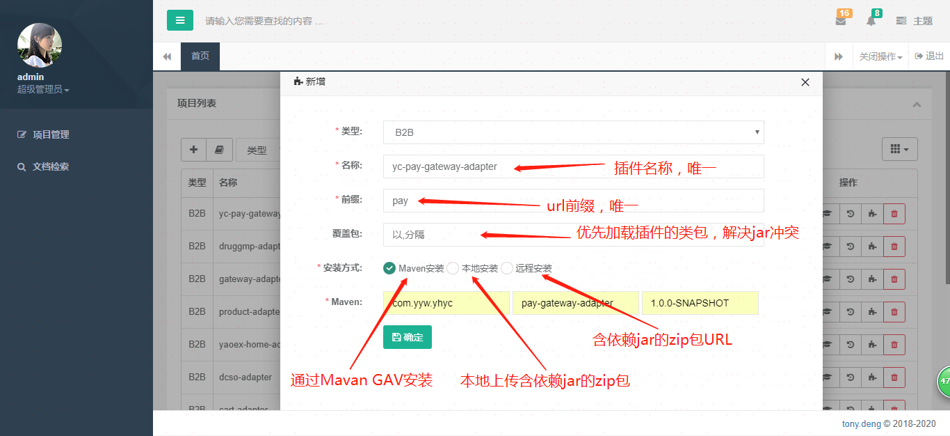 请输入您需要查找的内容 ...
16
8
主题
admin
超级管理员
首页
关闭操作
退出
项目管理
文档检索
项目列表
新增
类型
类型
名称
操作
B2B
yc-pay-gateway
B2B
druggmp-adap
B2B
gateway-adapt
B2B
product-adapte
B2B
yaoex-home-a
B2B
dcso-adapter
B2B
cart-adapter
* 类型:
B2B
* 名称:
yc-pay-gateway-adapter
插件名称，唯一
* 前缀:
pay
url前缀，唯一
覆盖包:
以,分隔
优先加载插件的类包，解决jar冲突
* 安装方式:
Maven安装
本地安装
远程安装
* Maven:
com.yyw.yhyc
pay-gateway-adapter
1.0.0-SNAPSHOT
确定
含依赖jar的zip包URL
通过Mavan GAV安装
本地上传含依赖jar的zip包
47
tony.deng © 2018-2020